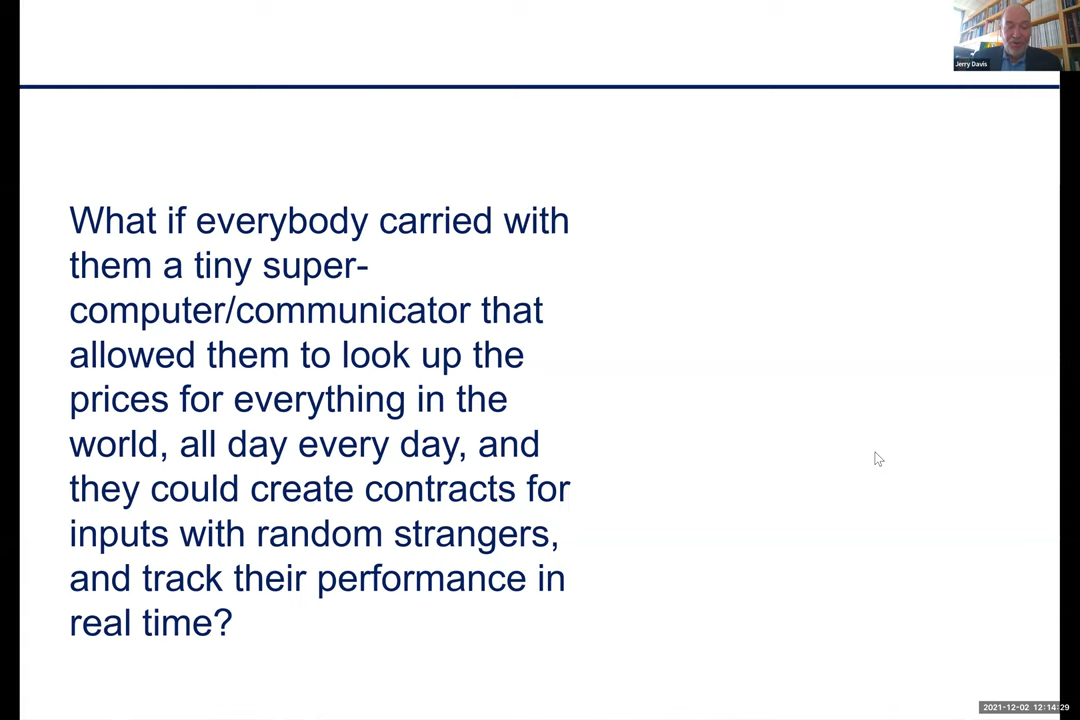 Jerry Davis
What if everybody carried with
them a tiny super-
computer/communicator that
allowed them to look up the
prices for everything in the
world, all day every day, and
they could create contracts for
inputs with random strangers,
and track their performance in
real time?
2021-12-02 12:14:29